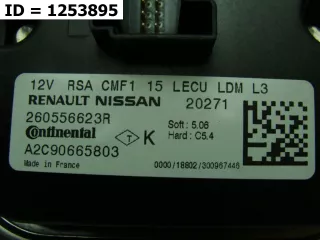 ID = 1253895
12V RSA CMF1 15 LECU LDM L3
RENAULT NISSAN 20271
260556623R
Continental T K Soft : 5.06
Hard : C5.4
A2C90665803
Made in France 0000/18802/300967446